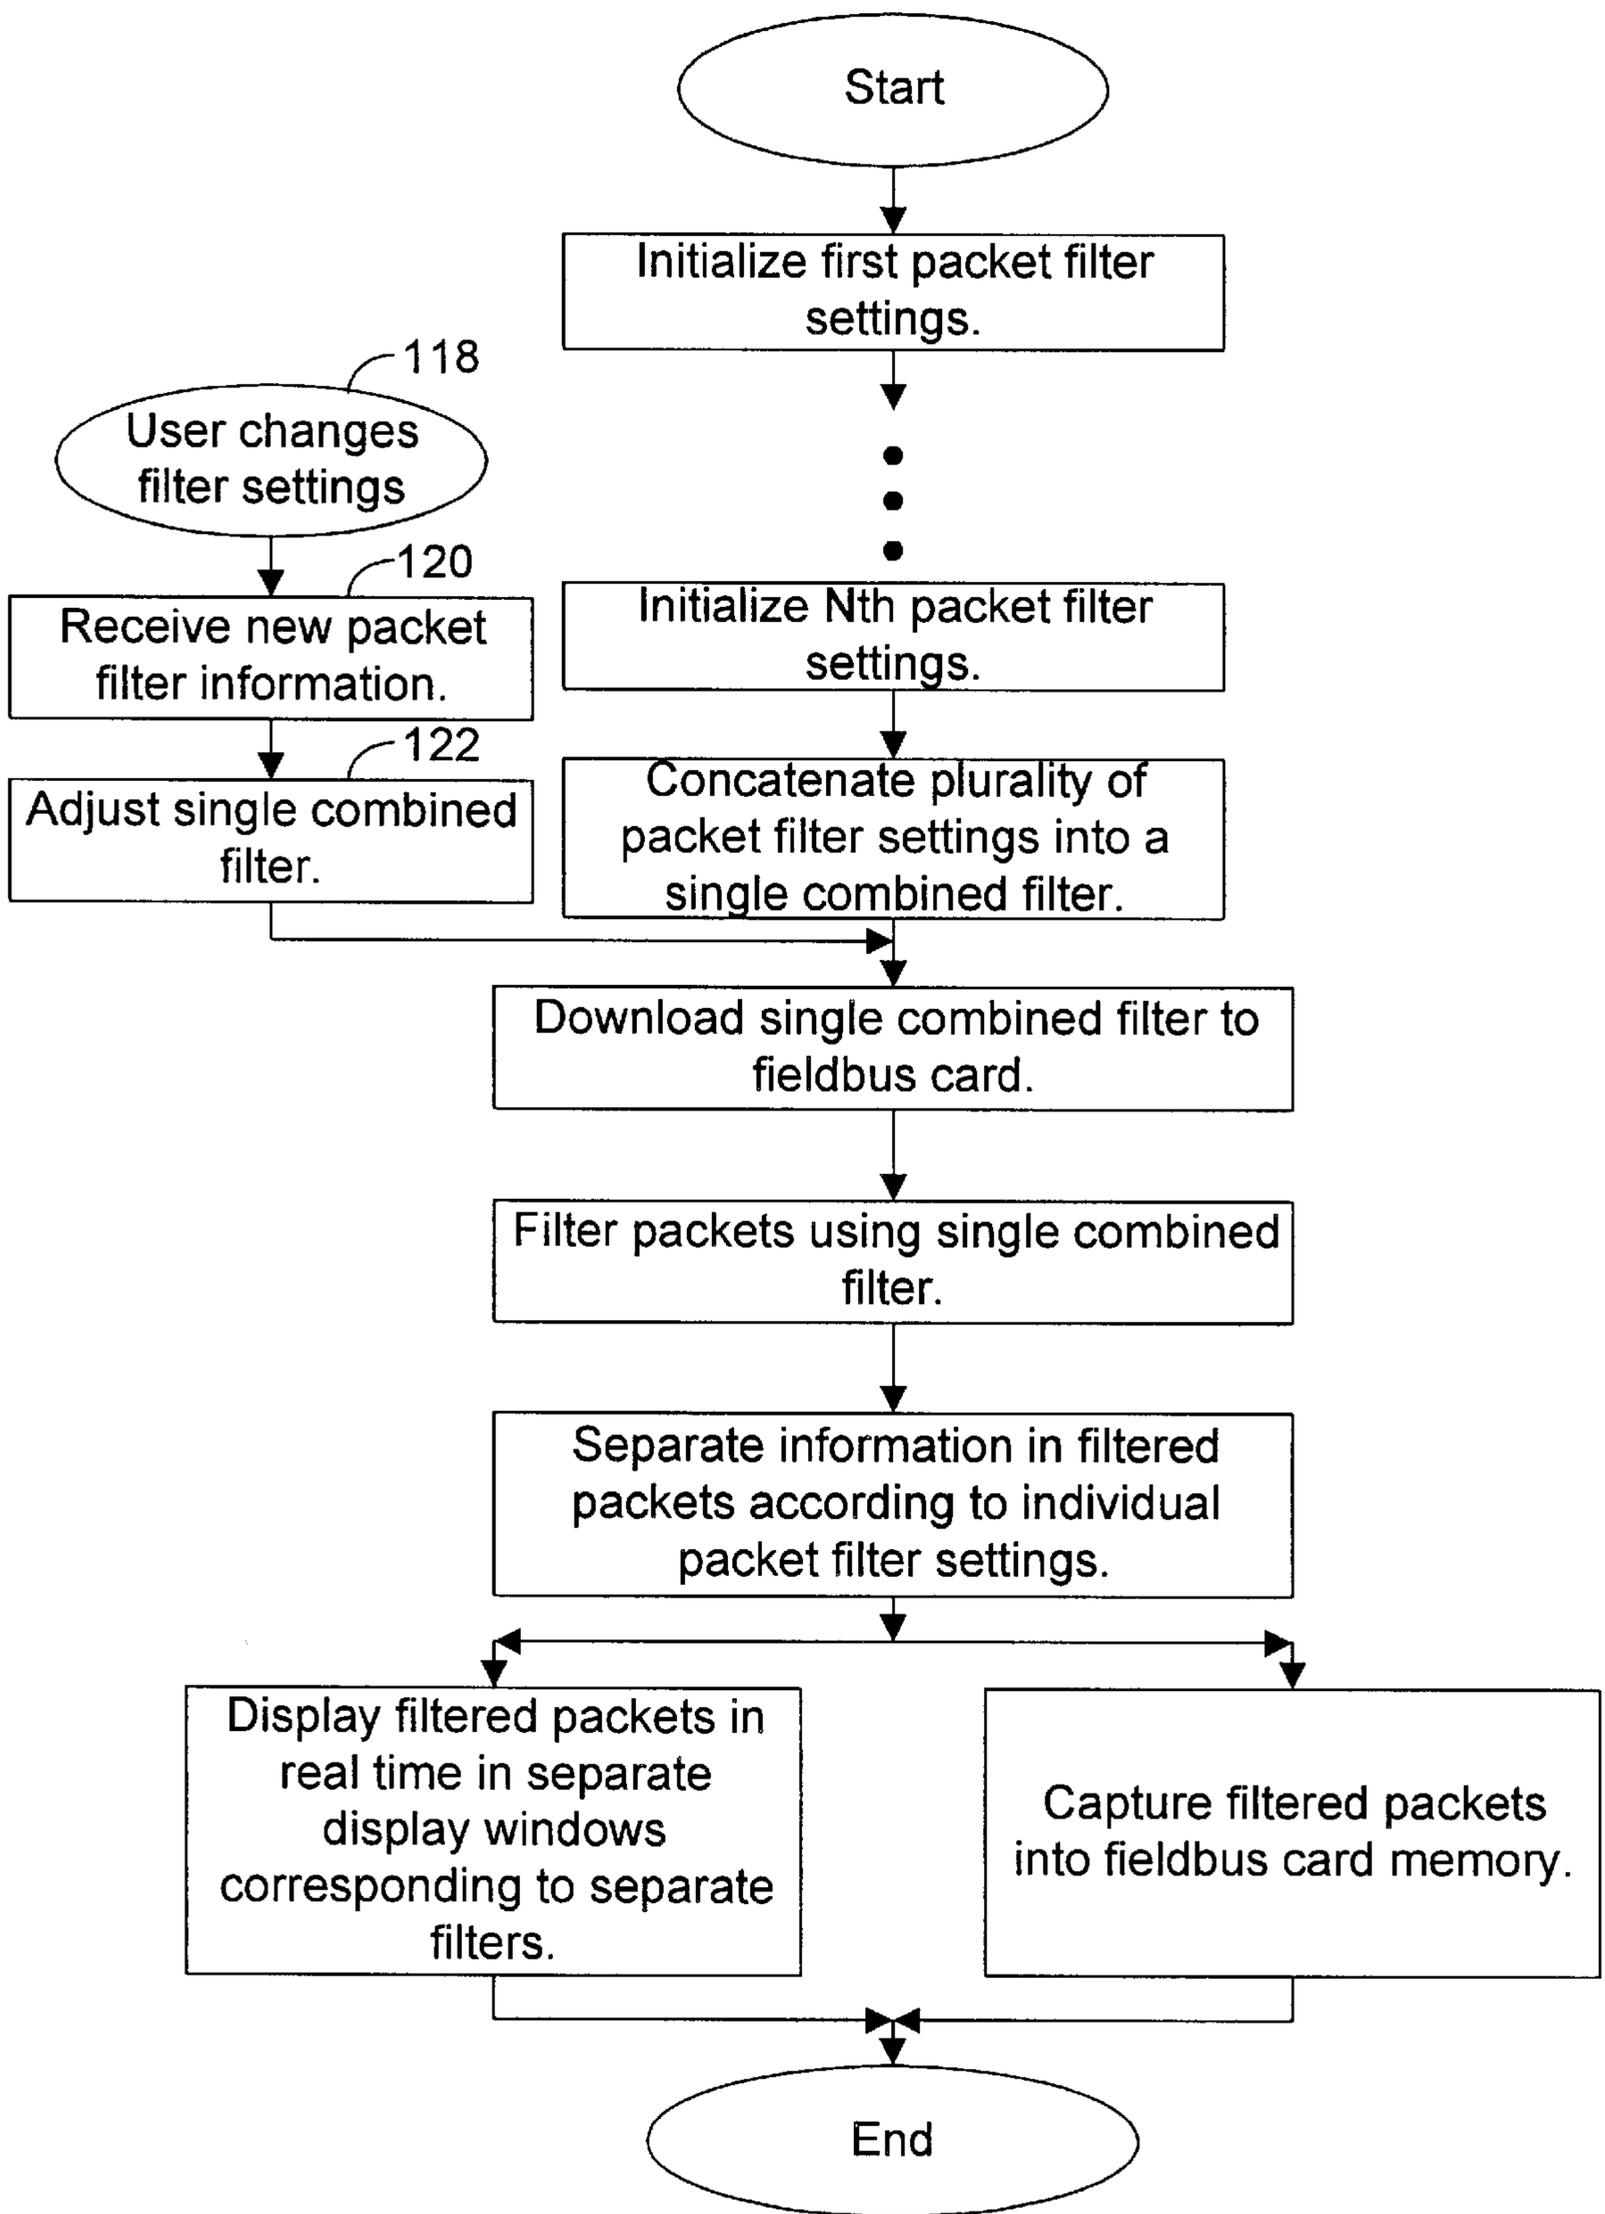 Start
Initialize first packet filter
settings.
118
User changes
filter settings
120
Receive new packet
filter information.
122
Adjust single combined
filter.
Initialize Nth packet filter
settings.
Concatenate plurality of
packet filter settings into a
single combined filter.
Download single combined filter to
fieldbus card.
Filter packets using single combined
filter.
Separate information in filtered
packets according to individual
packet filter settings.
Display filtered packets in
real time in separate
display windows
corresponding to separate
filters.
Capture filtered packets
into fieldbus card memory.
End